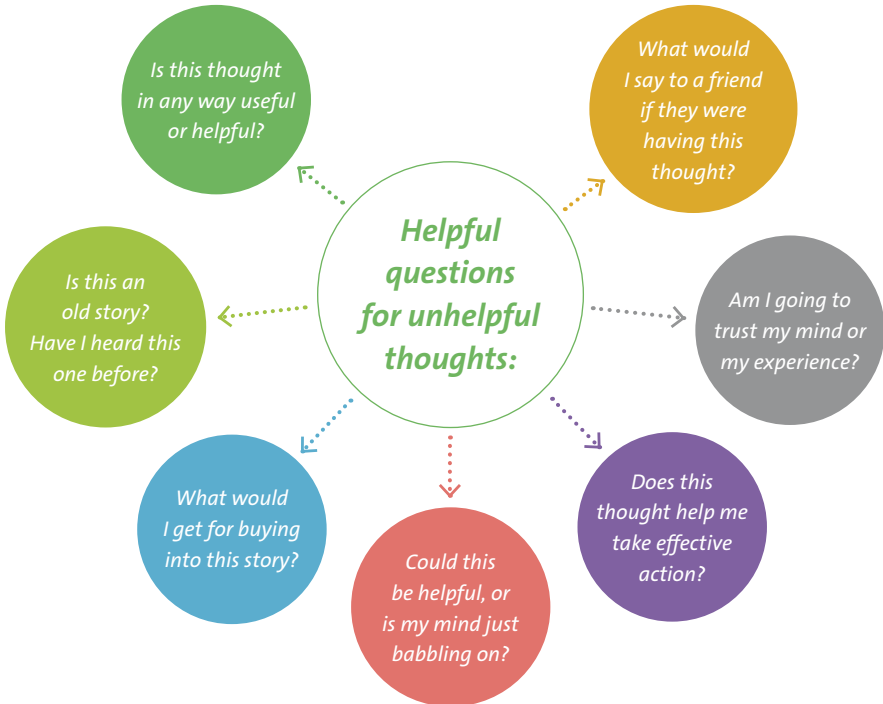 Helpful
questions
for unhelpful
thoughts:
Is this thought
in any way useful
or helpful?
What would
I say to a friend
if they were
having this
thought?
Is this an
old story?
Have I heard this
one before?
Am I going to
trust my mind or
my experience?
What would
I get for buying
into this story?
Does this
thought help me
take effective
action?
Could this
be helpful, or
is my mind just
babbling on?